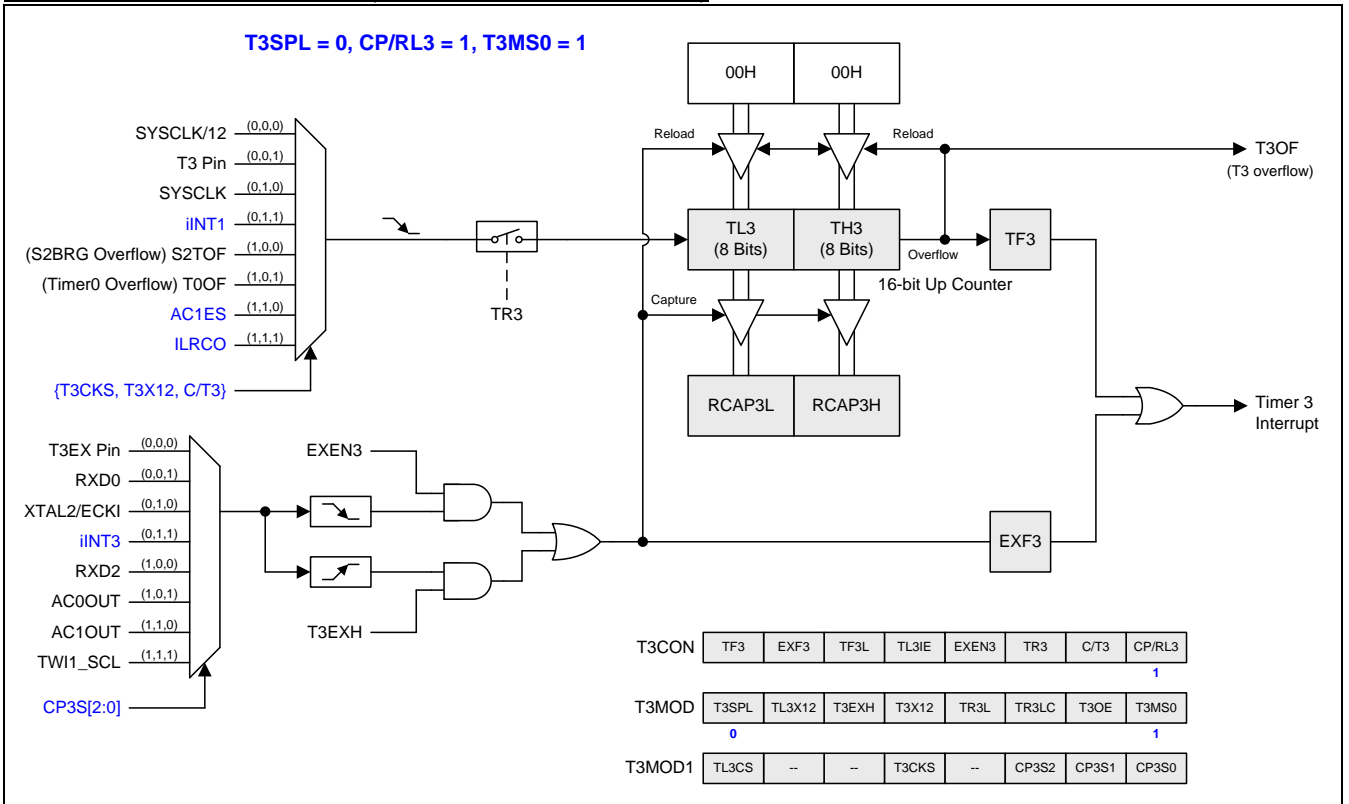 T3SPL = 0, CP/RL3 = 1, T3MS0 = 1
00H 00H
SYSCLK/12 (0,0,0)
T3 Pin (0,0,1)
SYSCLK (0,1,0)
iINT1 (0,1,1)
(S2BRG Overflow) S2TOF (1,0,0)
(Timer0 Overflow) T0OF (1,0,1)
AC1ES (1,1,0)
ILRCO (1,1,1)
{T3CKS, T3X12, C/T3}
TR3
Reload Reload
T3OF
(T3 overflow)
TL3
(8 Bits)
TH3
(8 Bits)
Overflow
TF3
16-bit Up Counter
Capture
RCAP3L RCAP3H
Timer 3
Interrupt
T3EX Pin (0,0,0)
RXD0 (0,0,1)
XTAL2/ECKI (0,1,0)
iINT3 (0,1,1)
RXD2 (1,0,0)
AC0OUT (1,0,1)
AC1OUT (1,1,0)
TWI1_SCL (1,1,1)
CP3S[2:0]
EXEN3
T3EXH
EXF3
T3CON TF3 EXF3 TF3L TL3IE EXEN3 TR3 C/T3 CP/RL3
1
T3MOD T3SPL TL3X12 T3EXH T3X12 TR3L TR3LC T3OE T3MS0
0 1
T3MOD1 TL3CS -- -- T3CKS -- CP3S2 CP3S1 CP3S0